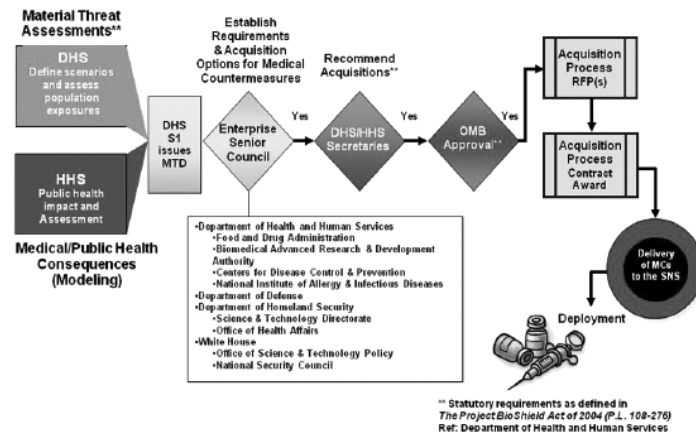 Material Threat
Assessments**
DHS
Define scenarios
and assess
population
exposures
HHS
Public health
impact and
Assessment
Medical/Public Health
Consequences
(Modeling)
DHS
S1
issues
MTD
Establish
Requirements
& Acquisition
Options for Medical
Countermeasures
Enterprise
Senior
Council
Yes
Recommend
Acquisitions**
DHS/HHS
Secretaries
Yes
OMB
Approval**
Yes
Acquisition
Process
RFP(s)
Acquisition
Process
Contract
Award
Delivery
of MCs
to the SNS
Deployment
•Department of Health and Human Services
•Food and Drug Administration
•Biomedical Advanced Research & Development
Authority
•Centers for Disease Control & Prevention
•National Institute of Allergy & Infectious Diseases
•Department of Defense
•Department of Homeland Security
•Science & Technology Directorate
•Office of Health Affairs
•White House
•Office of Science & Technology Policy
•National Security Council
** Statutory requirements as defined in
The Project BioShield Act of 2004 (P.L. 108-276)
Ref: Department of Health and Human Services